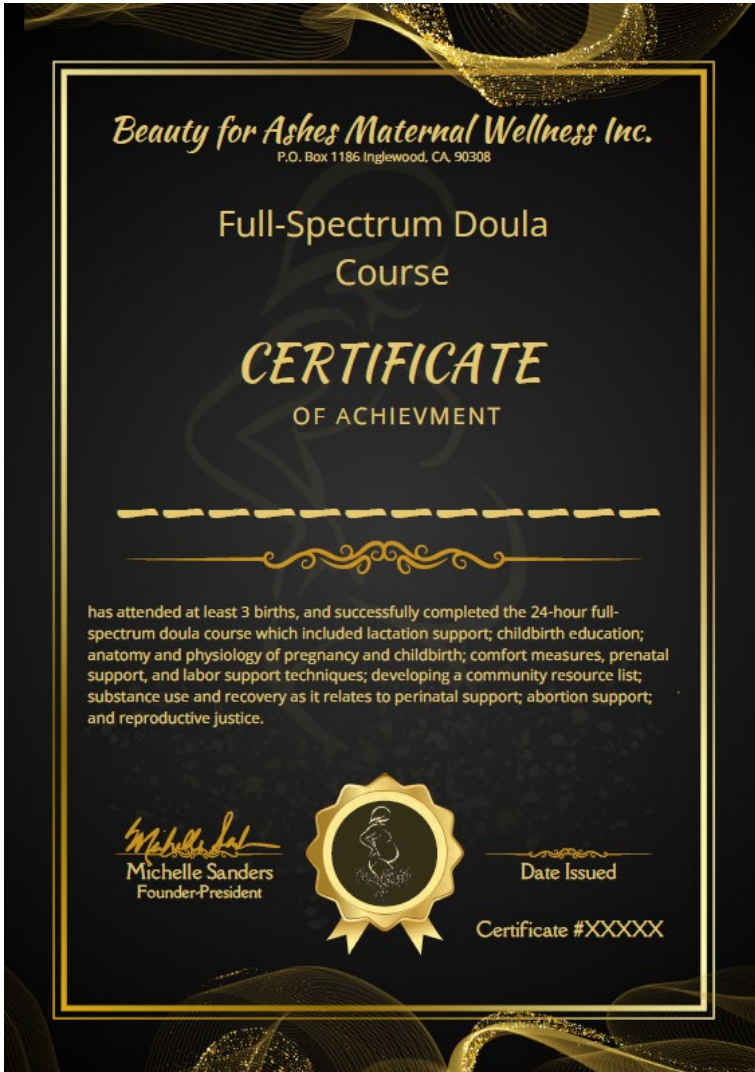 Beauty for Ashes Maternal Wellness Inc.
P.O. Box 1186 Inglewood, CA, 90308
Full-Spectrum Doula
Course
CERTIFICATE
OF ACHIEVMENT
has attended at least 3 births, and successfully completed the 24-hour full-
spectrum doula course which included lactation support; childbirth education;
anatomy and physiology of pregnancy and childbirth; comfort measures, prenatal
support, and labor support techniques; developing a community resource list;
substance use and recovery as it relates to perinatal support; abortion support;
and reproductive justice.
Michelle Sanders
Founder-President
Date Issued
Certificate #XXXXX